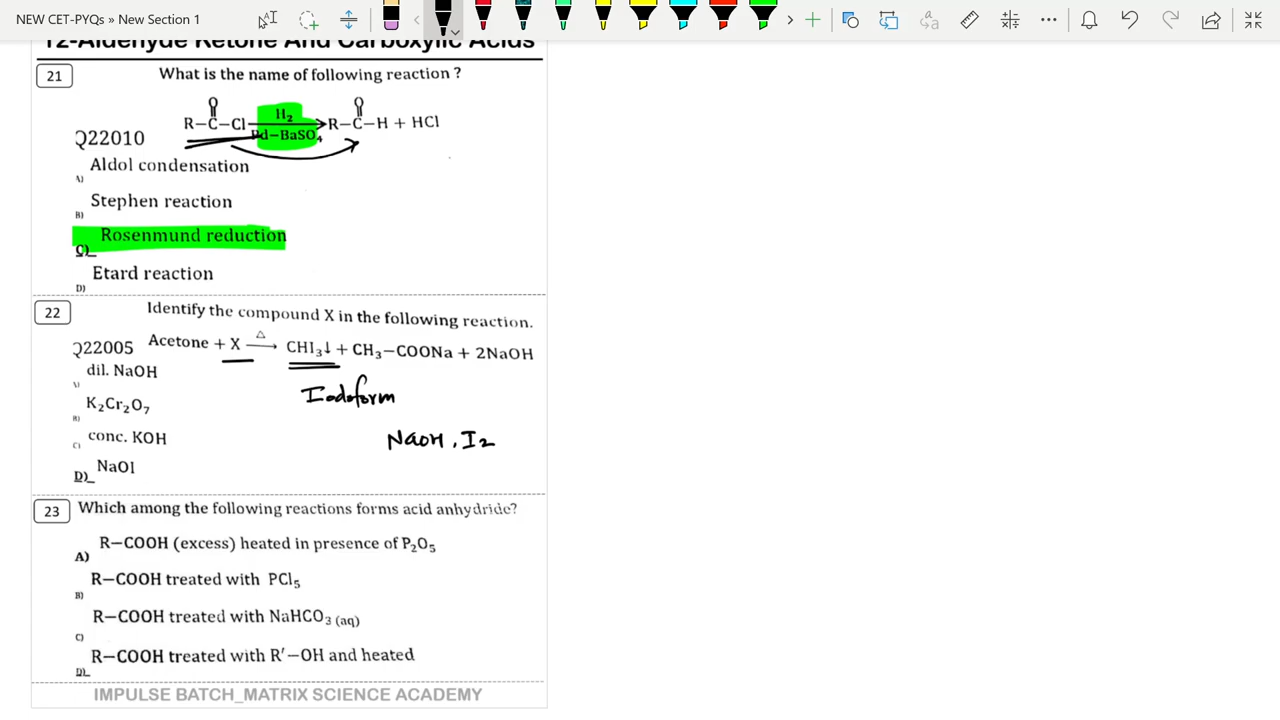 NEW CET-PYQs » New Section 1
12-Aldehyde Ketone And Carboxylic Acids
21 What is the name of following reaction ?
R–C(=O)–Cl H₂ / Pd–BaSO₄ → R–C(=O)–H + HCl
Q22010
Aldol condensation
A)
Stephen reaction
B)
Rosenmund reduction
C)
Etard reaction
D)
22 Identify the compound X in the following reaction.
Q22005 Acetone + X △→ CHI₃↓ + CH₃–COONa + 2NaOH
dil. NaOH
A)
K₂Cr₂O₇
B)
conc. KOH
C)
NaOI
D)
Iodoform
NaOH, I₂
23 Which among the following reactions forms acid anhydride?
R–COOH (excess) heated in presence of P₂O₅
A)
R–COOH treated with PCl₅
B)
R–COOH treated with NaHCO₃ (aq)
C)
R–COOH treated with R′–OH and heated
D)
IMPULSE BATCH_MATRIX SCIENCE ACADEMY